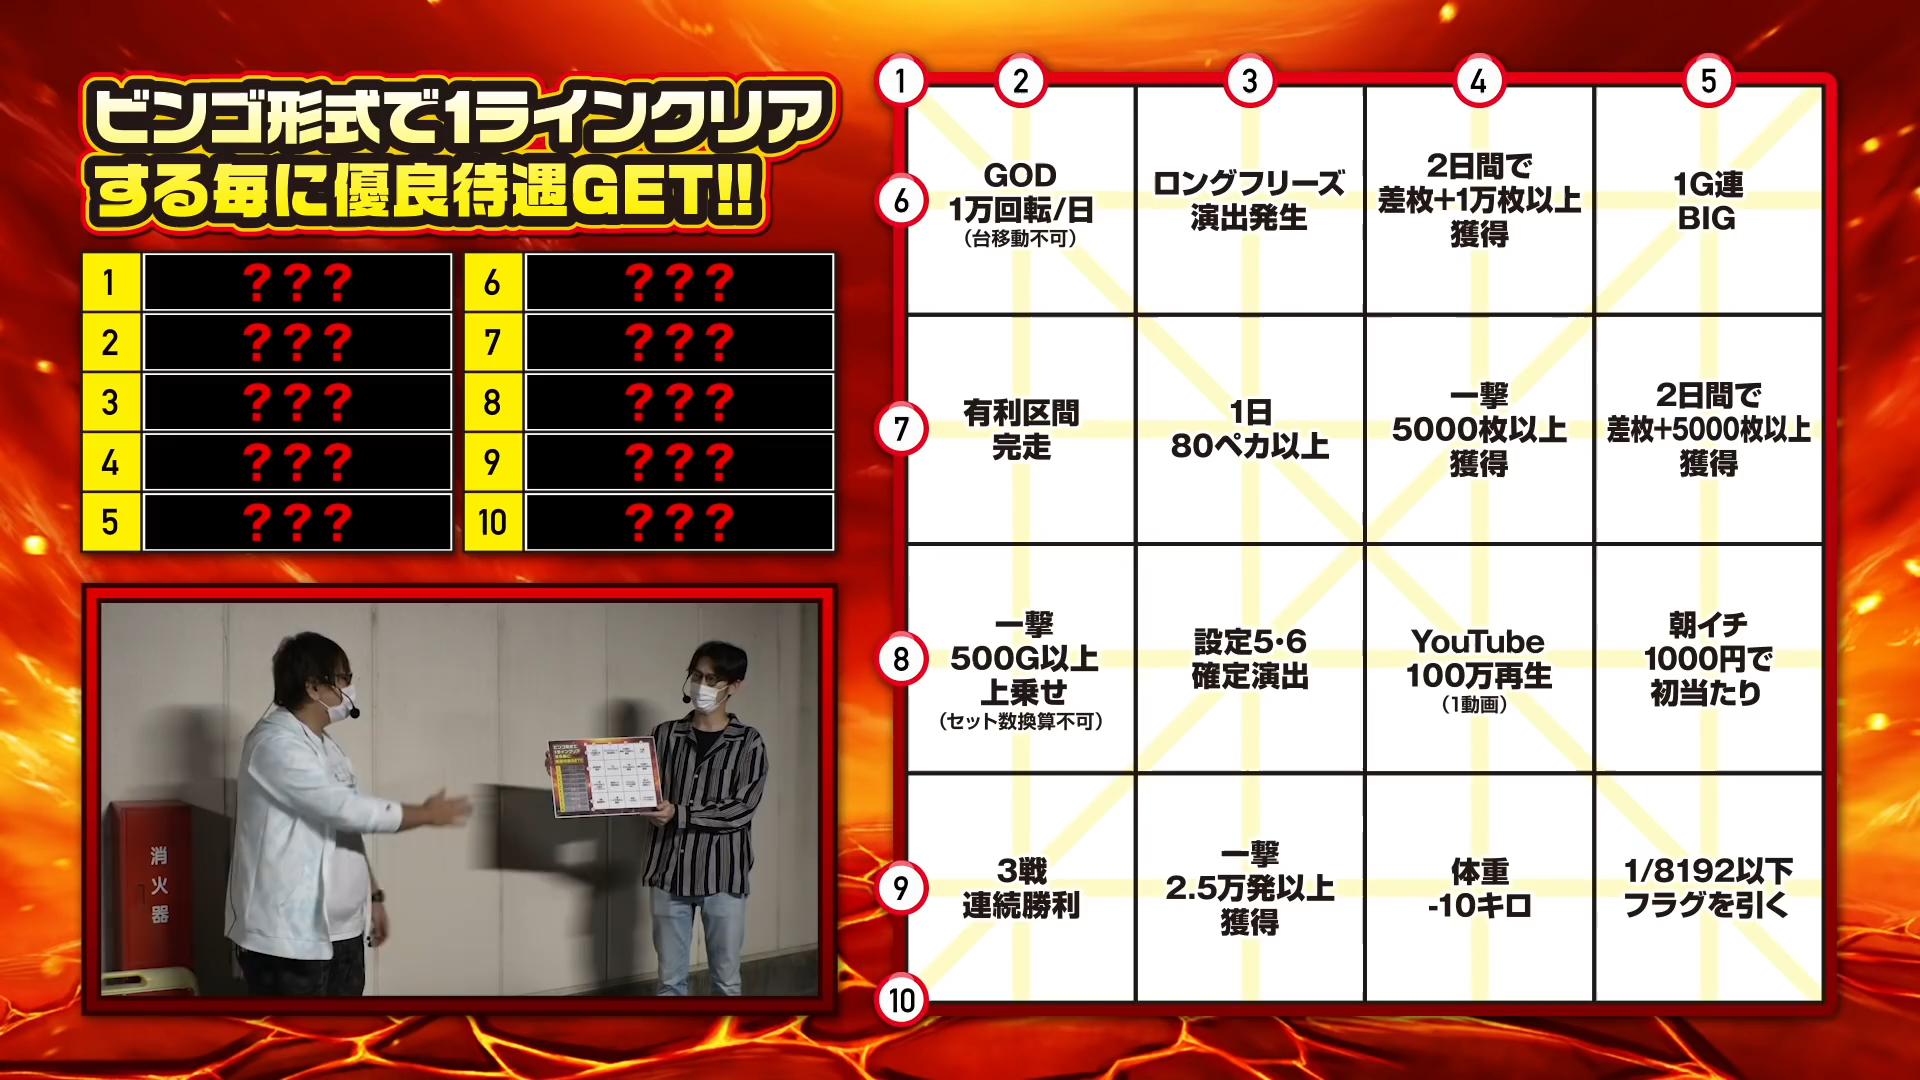 ビンゴ形式で1ラインクリア
する毎に優良待遇GET!!
1 ???
2 ???
3 ???
4 ???
5 ???
6 ???
7 ???
8 ???
9 ???
10 ???
消
火
器
1
2
3
4
5
6
7
8
9
10
GOD
1万回転/日
(台移動不可)
ロングフリーズ
演出発生
2日間で
差枚+1万枚以上
獲得
1G連
BIG
有利区間
完走
1日
80ペカ以上
一撃
5000枚以上
獲得
2日間で
差枚+5000枚以上
獲得
一撃
500G以上
上乗せ
(セット数換算不可)
設定5・6
確定演出
YouTube
100万再生
(1動画)
朝イチ
1000円で
初当たり
3戦
連続勝利
一撃
2.5万発以上
獲得
体重
-10キロ
1/8192以下
フラグを引く